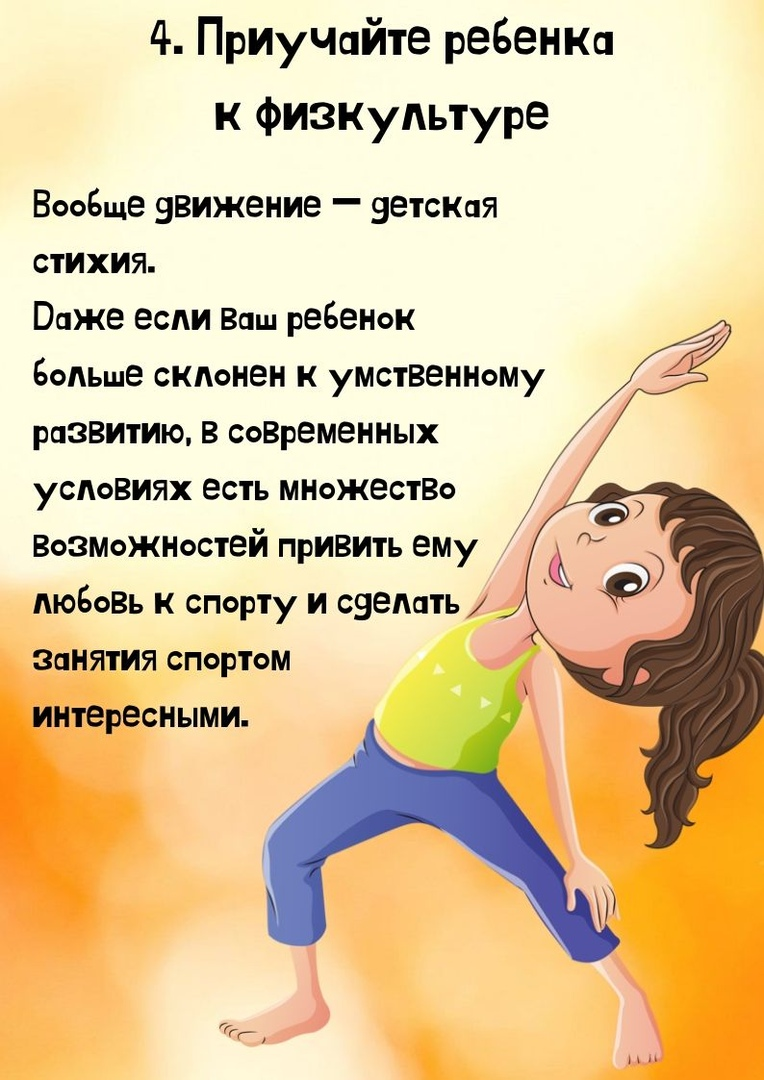 4. Приучайте ребенка
к физкультуре
Вообще движение — детская
стихия.
Даже если ваш ребенок
больше склонен к умственному
развитию, в современных
условиях есть множество
возможностей привить ему
любовь к спорту и сделать
занятия спортом
интересными.